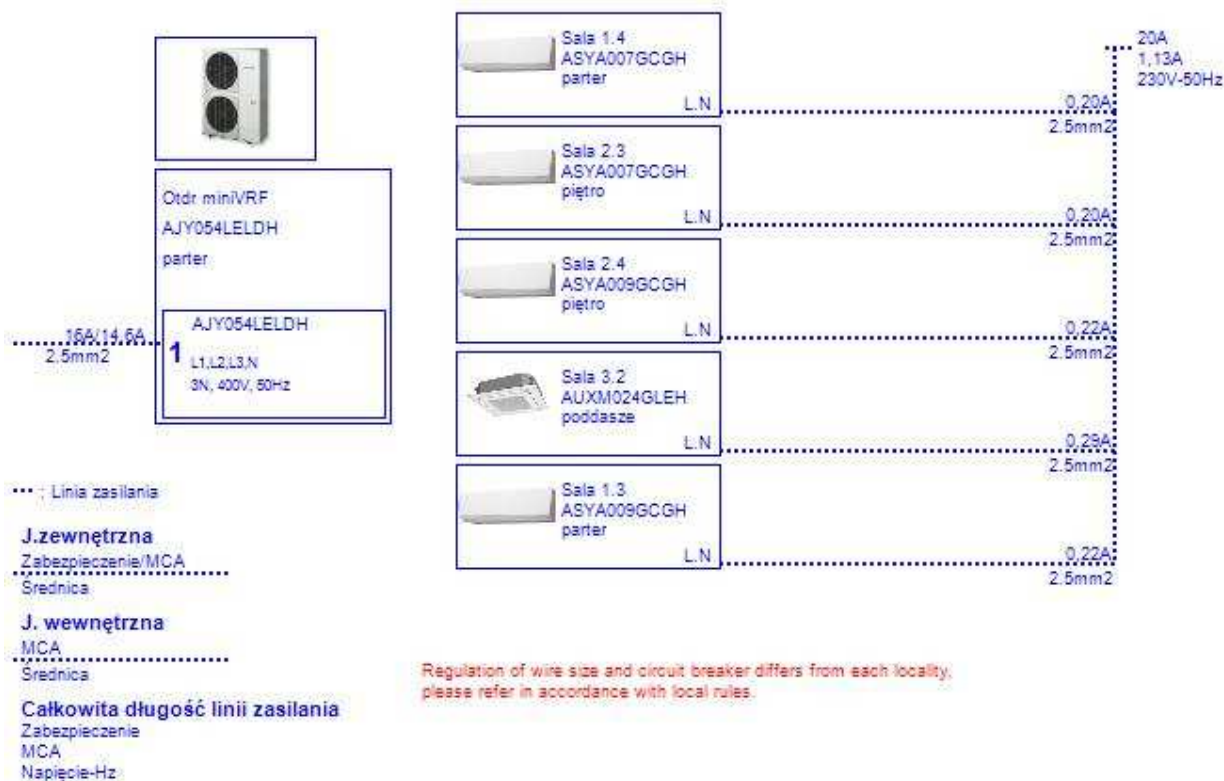 Otdr miniVRF
AJY054LELDH
parter
16A/14.6A
2.5mm2
1
AJY054LELDH
L1,L2,L3,N
3N, 400V, 50Hz
Sala 1.4
ASYA007GCGH
parter
L.N
0,20A
2.5mm2
Sala 2.3
ASYA007GCGH
piętro
L.N
0,20A
2.5mm2
Sala 2.4
ASYA009GCGH
piętro
L.N
0,22A
2.5mm2
Sala 3.2
AUXM024GLEH
poddasze
L.N
0,29A
2.5mm2
Sala 1.3
ASYA009GCGH
parter
L.N
0,22A
2.5mm2
20A
1,13A
230V-50Hz
: Linia zasilania
J.zewnętrzna
Zabezpieczenie/MCA
Średnica
J. wewnętrzna
MCA
Średnica
Całkowita długość linii zasilania
Zabezpieczenie
MCA
Napięcie-Hz
Regulation of wire size and circuit breaker differs from each locality,
please refer in accordance with local rules.